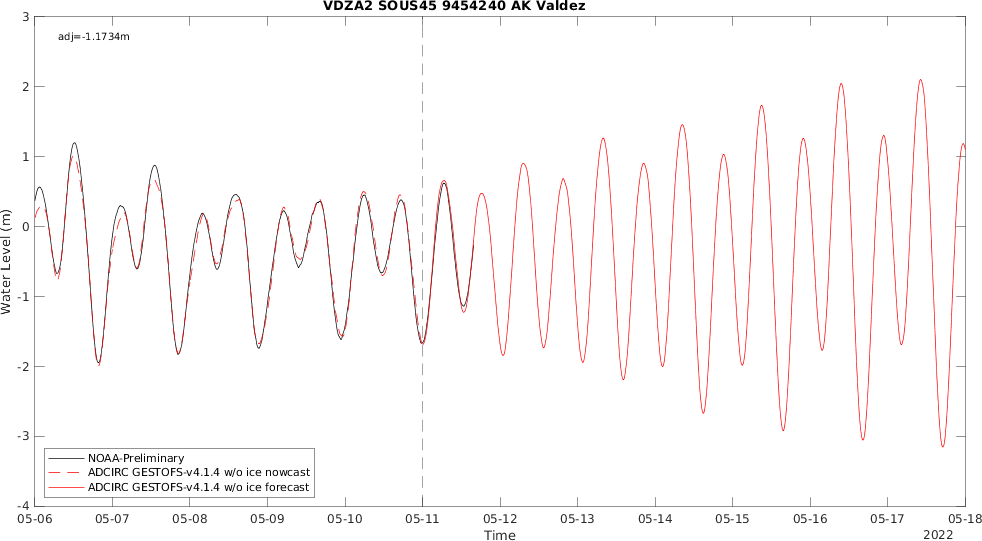 VDZA2 SOUS45 9454240 AK Valdez
adj=-1.1734m
3
2
1
0
-1
-2
-3
-4
Water Level (m)
NOAA-Preliminary
ADCIRC GESTOFS-v4.1.4 w/o ice nowcast
ADCIRC GESTOFS-v4.1.4 w/o ice forecast
05-06 05-07 05-08 05-09 05-10 05-11 05-12 05-13 05-14 05-15 05-16 05-17 05-18
Time
2022